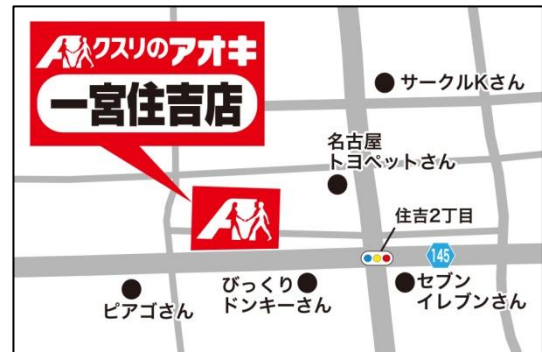 クスリのアオキ
一宮住吉店
サークルKさん
名古屋
トヨペットさん
住吉2丁目
145
ピアゴさん
びっくり
ドンキーさん
セブン
イレブンさん